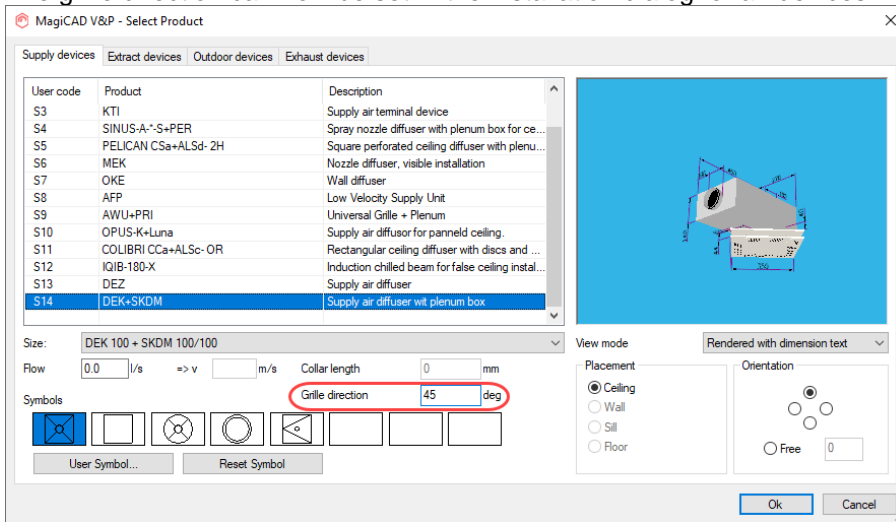 MagiCAD V&P - Select Product
Supply devices Extract devices Outdoor devices Exhaust devices
User code Product Description
S3 KTI Supply air terminal device
S4 SINUS-A-*-S+PER Spray nozzle diffuser with plenum box for ce...
S5 PELICAN CSa+ALSd- 2H Square perforated ceiling diffuser with plenu...
S6 MEK Nozzle diffuser, visible installation
S7 OKE Wall diffuser
S8 AFP Low Velocity Supply Unit
S9 AWU+PRI Universal Grille + Plenum
S10 OPUS-K+Luna Supply air diffusor for panneld ceiling.
S11 COLIBRI CCa+ALSc- OR Rectangular ceiling diffuser with discs and ...
S12 IQIB-180-X Induction chilled beam for false ceiling instal...
S13 DEZ Supply air diffuser
S14 DEK+SKDM Supply air diffuser wit plenum box
Size: DEK 100 + SKDM 100/100 View mode Rendered with dimension text
Flow 0.0 l/s => v m/s Collar length 0 mm
Grille direction 45 deg
Symbols
User Symbol... Reset Symbol
Placement
Ceiling
Wall
Sill
Floor
Orientation
Free 0
Ok Cancel